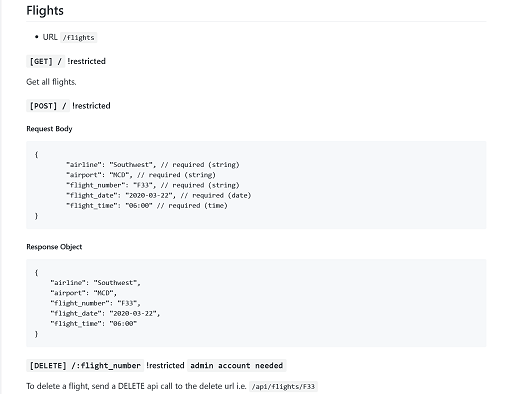 Flights
• URL /flights
[GET] / !restricted
Get all flights.
[POST] / !restricted
Request Body
{
"airline": "Southwest", // required (string)
"airport": "MCD", // required (string)
"flight_number": "F33", // required (string)
"flight_date": "2020-03-22", // required (date)
"flight_time": "06:00" // required (time)
}
Response Object
{
"airline": "Southwest",
"airport": "MCD",
"flight_number": "F33",
"flight_date": "2020-03-22",
"flight_time": "06:00"
}
[DELETE] /:flight_number !restricted admin account needed
To delete a flight, send a DELETE api call to the delete url i.e. /api/flights/F33